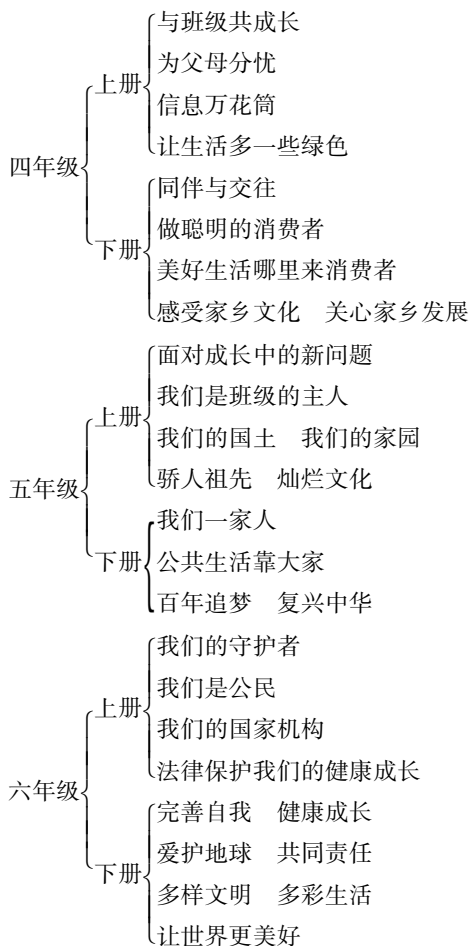 四年级
上册
与班级共成长
为父母分忧
信息万花筒
让生活多一些绿色
下册
同伴与交往
做聪明的消费者
美好生活哪里来消费者
感受家乡文化　关心家乡发展
五年级
上册
面对成长中的新问题
我们是班级的主人
我们的国土　我们的家园
骄人祖先　灿烂文化
下册
我们一家人
公共生活靠大家
百年追梦　复兴中华
六年级
上册
我们的守护者
我们是公民
我们的国家机构
法律保护我们的健康成长
下册
完善自我　健康成长
爱护地球　共同责任
多样文明　多彩生活
让世界更美好